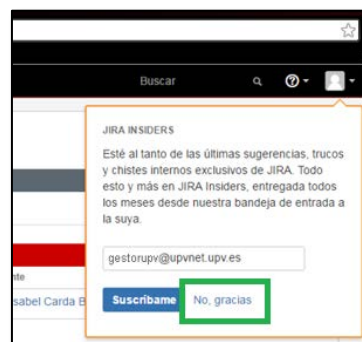 Buscar
JIRA INSIDERS
Esté al tanto de las últimas sugerencias, trucos
y chistes internos exclusivos de JIRA. Todo
esto y más en JIRA Insiders, entregada todos
los meses desde nuestra bandeja de entrada a
la suya.
gestorupv@upvnet.upv.es
nte
sabel Carda B
Suscríbame No, gracias